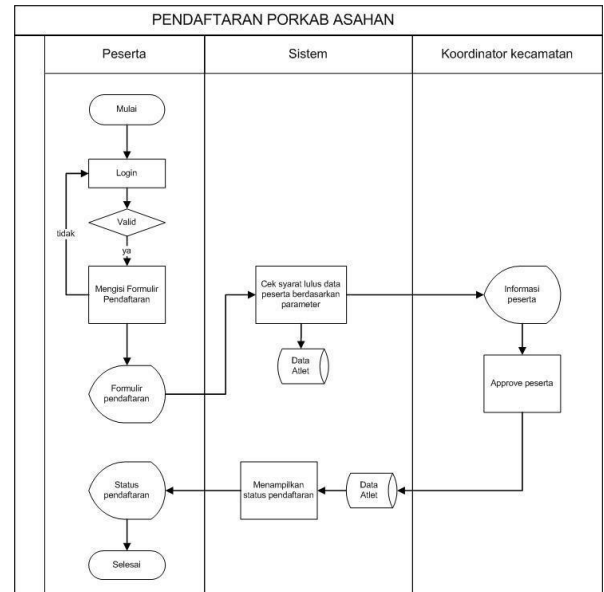 PENDAFTARAN PORKAB ASAHAN
Peserta
Sistem
Koordinator kecamatan
Mulai
Login
Valid
tidak
ya
Mengisi Formulir
Pendaftaran
Cek syarat lulus data
peserta berdasarkan
parameter
Informasi
peserta
Data
Atlet
Formulir
pendaftaran
Approve peserta
Status
pendaftaran
Menampilkan
status pendaftaran
Data
Atlet
Selesai